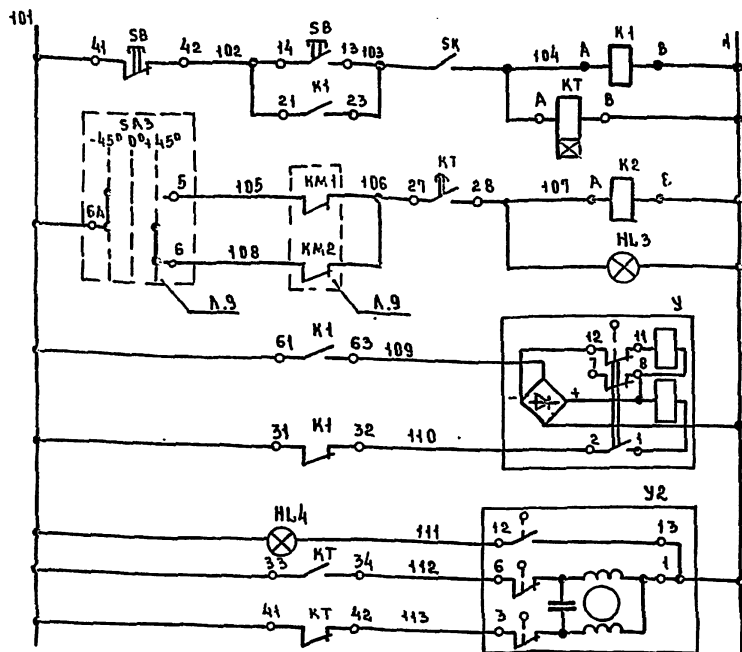 101
41 SB 42 102 14 SB 13 103 SK 104 A K1 B
21 K1 23 A KT B
SA3
-45° 0° +45°
5 105 KM1 106 27 KT 28 107 A K2
6A
6 108 KM2 HL3
Л.9 Л.9
У
61 K1 63 109 12 11
7 8
- +
31 K1 32 110 2 1
У2
HL4 111 12 13
33 KT 34 112 6 1
41 KT 42 113 3